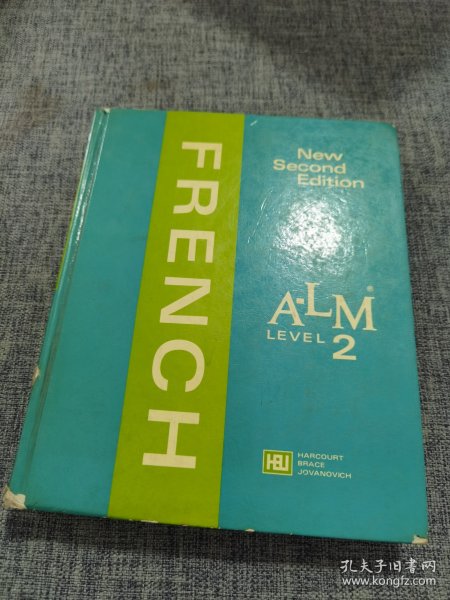 FRENCH
New
Second
Edition
A-LM®
LEVEL 2
HBJ
HARCOURT
BRACE
JOVANOVICH
孔夫子旧书网
www.kongfz.com